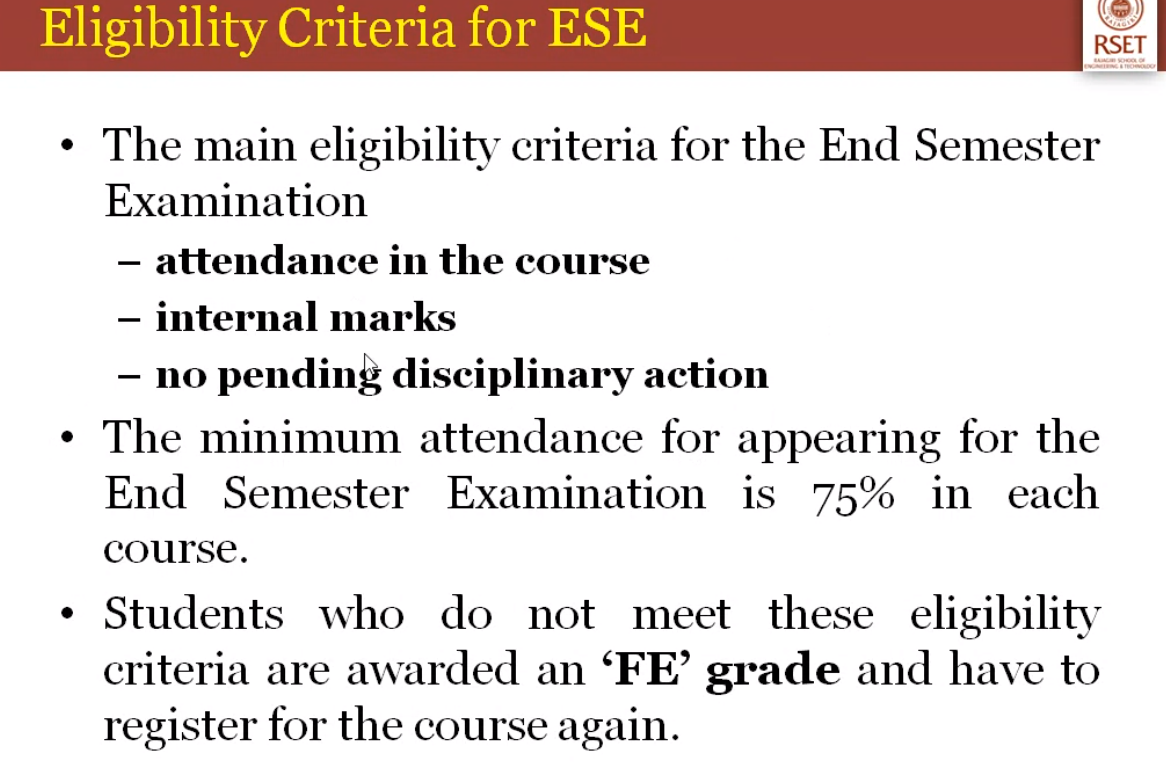 Eligibility Criteria for ESE
RSET
RAJAGIRI SCHOOL OF
ENGINEERING & TECHNOLOGY
• The main eligibility criteria for the End Semester
Examination
– attendance in the course
– internal marks
– no pending disciplinary action
• The minimum attendance for appearing for the
End Semester Examination is 75% in each
course.
• Students who do not meet these eligibility
criteria are awarded an ‘FE’ grade and have to
register for the course again.